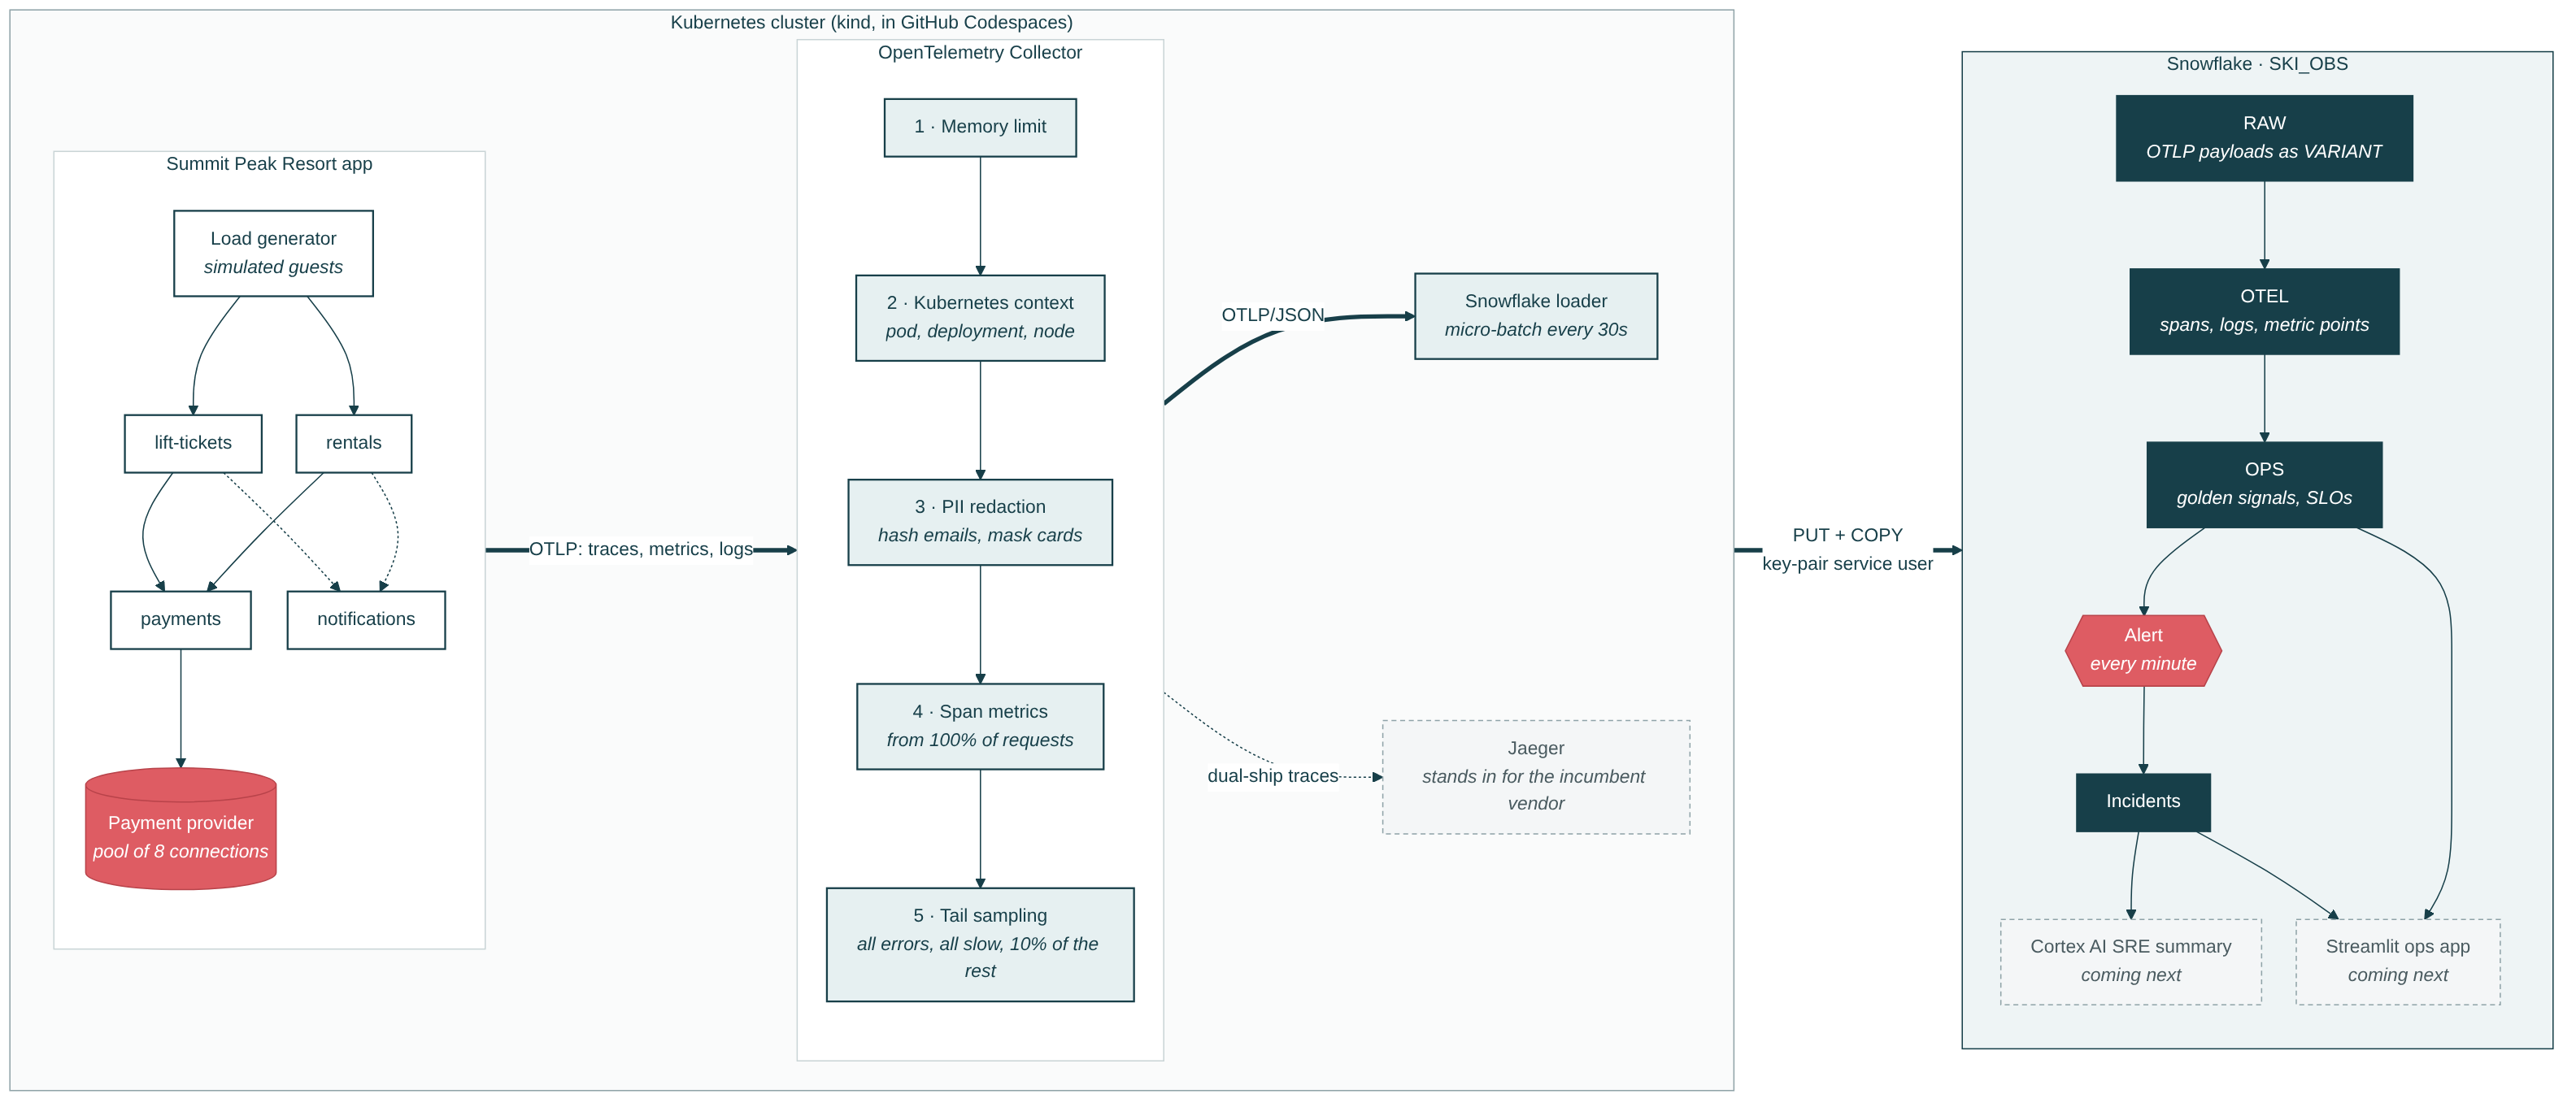 Kubernetes cluster (kind, in GitHub Codespaces)
Summit Peak Resort app
Load generator
simulated guests
lift-tickets
rentals
payments
notifications
Payment provider
pool of 8 connections
OTLP: traces, metrics, logs
OpenTelemetry Collector
1 · Memory limit
2 · Kubernetes context
pod, deployment, node
3 · PII redaction
hash emails, mask cards
4 · Span metrics
from 100% of requests
5 · Tail sampling
all errors, all slow, 10% of the
rest
OTLP/JSON
Snowflake loader
micro-batch every 30s
dual-ship traces
Jaeger
stands in for the incumbent
vendor
PUT + COPY
key-pair service user
Snowflake · SKI_OBS
RAW
OTLP payloads as VARIANT
OTEL
spans, logs, metric points
OPS
golden signals, SLOs
Alert
every minute
Incidents
Cortex AI SRE summary
coming next
Streamlit ops app
coming next